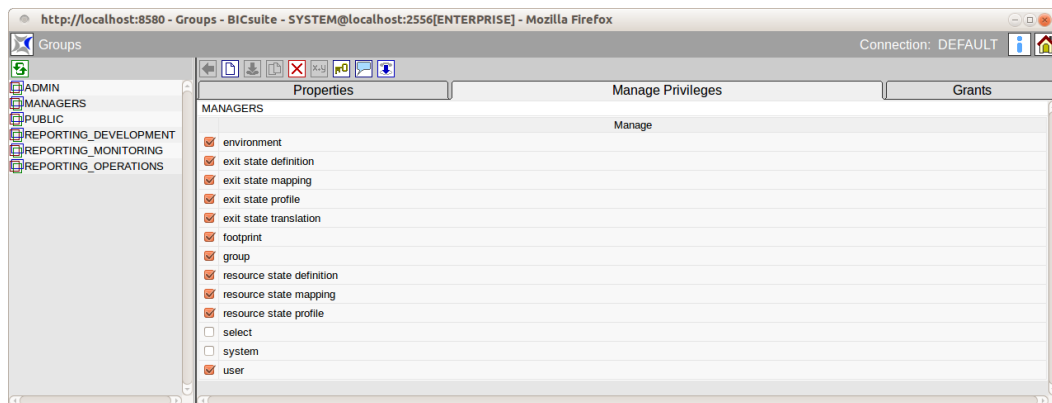 http://localhost:8580 - Groups - BICsuite - SYSTEM@localhost:2556[ENTERPRISE] - Mozilla Firefox
Groups
Connection: DEFAULT
ADMIN
MANAGERS
PUBLIC
REPORTING_DEVELOPMENT
REPORTING_MONITORING
REPORTING_OPERATIONS
x-y
Properties
Manage Privileges
Grants
MANAGERS
Manage
environment
exit state definition
exit state mapping
exit state profile
exit state translation
footprint
group
resource state definition
resource state mapping
resource state profile
select
system
user